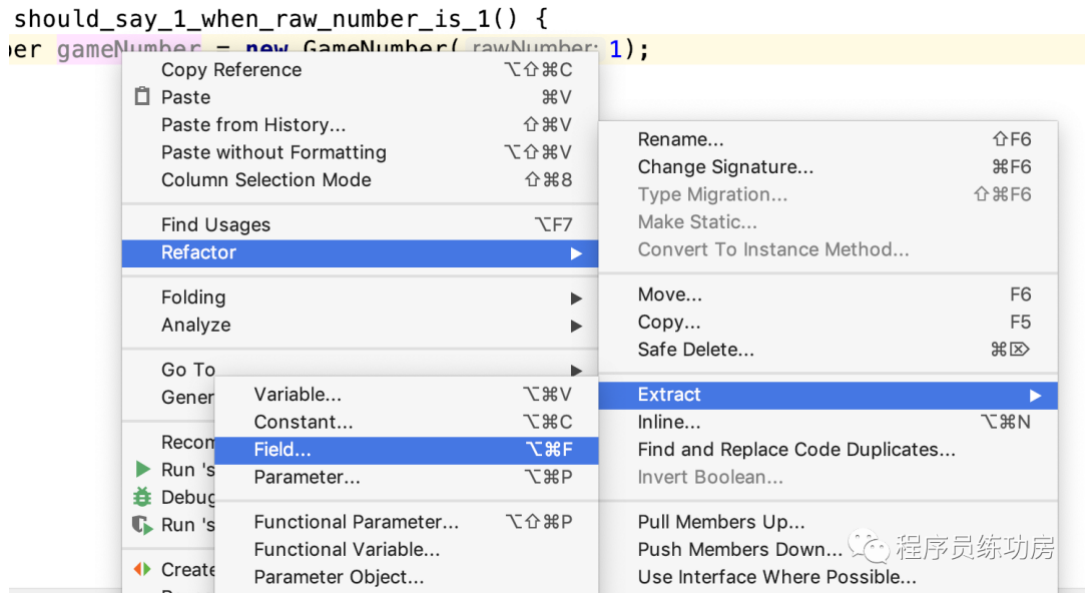 should_say_1_when_raw_number_is_1() {
gameNumber = new GameNumber( rawNumber: 1);
Copy Reference ⌥⇧⌘C
Paste ⌘V
Paste from History... ⇧⌘V
Paste without Formatting ⌥⇧⌘V
Column Selection Mode ⇧⌘8
Find Usages ⌥F7
Refactor ▶
Folding ▶
Analyze ▶
Go To ▶
Gener
Recom
Run 's
Debug
Run 's
Create
Rename... ⇧F6
Change Signature... ⌘F6
Type Migration... ⇧⌘F6
Make Static...
Convert To Instance Method...
Move... F6
Copy... F5
Safe Delete... ⌘⌦
Extract ▶
Inline... ⌥⌘N
Find and Replace Code Duplicates...
Invert Boolean...
Pull Members Up...
Push Members Down...
Use Interface Where Possible...
Variable... ⌥⌘V
Constant... ⌥⌘C
Field... ⌥⌘F
Parameter... ⌥⌘P
Functional Parameter... ⌥⇧⌘P
Functional Variable...
Parameter Object...
程序员练功房